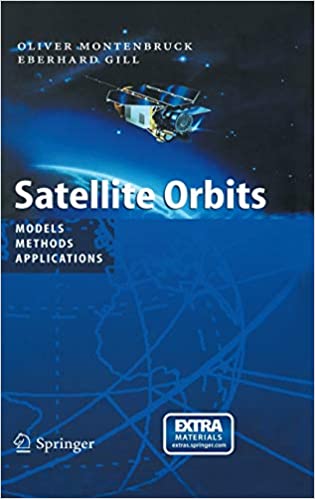 OLIVER MONTENBRUCK
EBERHARD GILL
Satellite Orbits
MODELS
METHODS
APPLICATIONS
Springer
EXTRA
MATERIALS
extras.springer.com